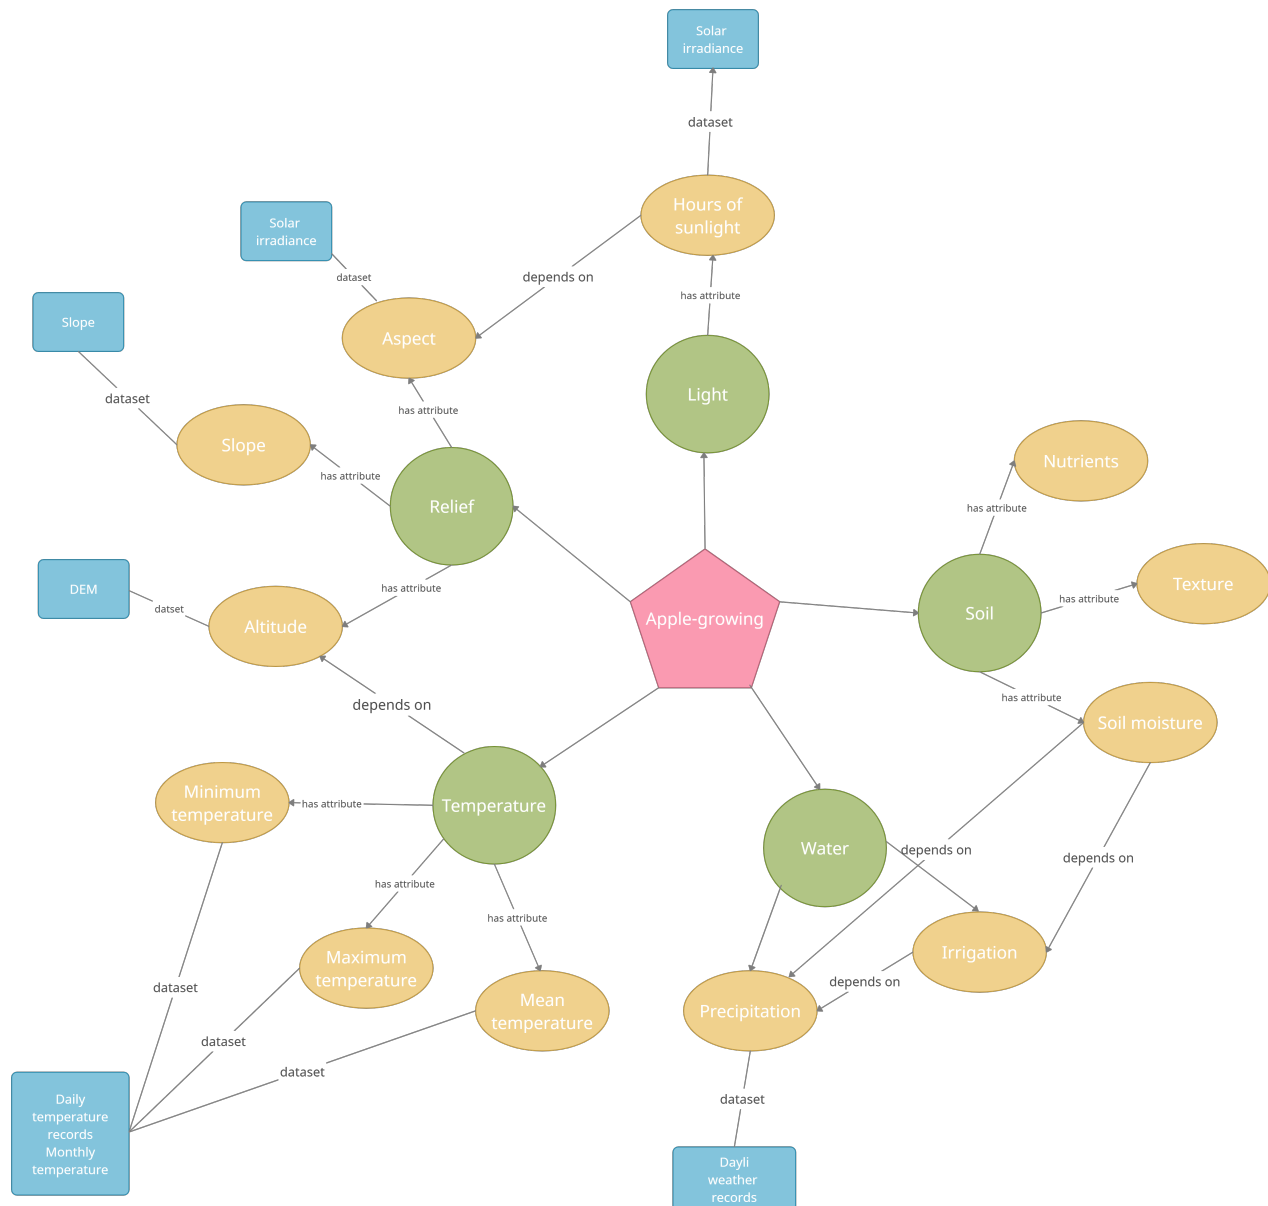 Solar
irradiance
dataset
Hours of
sunlight
Solar
irradiance
dataset
depends on
has attribute
Slope
Aspect
dataset
has attribute
Light
Slope
has attribute
Nutrients
Relief
has attribute
DEM
has attribute
Texture
datset
has attribute
Altitude
Apple-growing
Soil
depends on
has attribute
Soil moisture
Minimum
temperature
has attribute
Temperature
Water
depends on
depends on
has attribute
has attribute
Maximum
temperature
Irrigation
dataset
depends on
Mean
temperature
Precipitation
dataset
dataset
dataset
Daily
temperature
records
Monthly
temperature
Dayli
weather
records